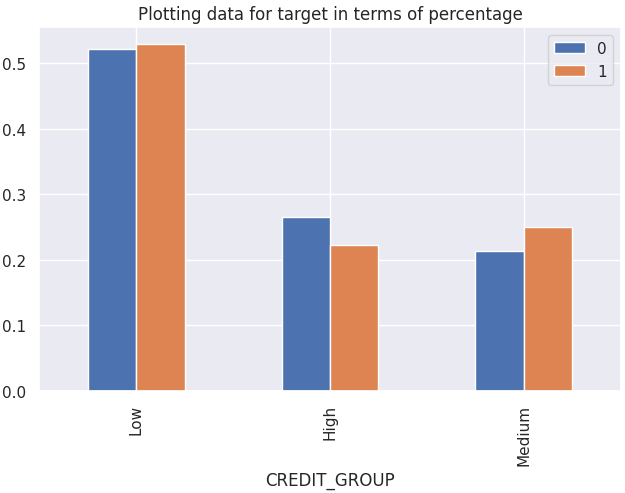 Plotting data for target in terms of percentage
0
1
0.5
0.4
0.3
0.2
0.1
0.0
Low
High
Medium
CREDIT_GROUP